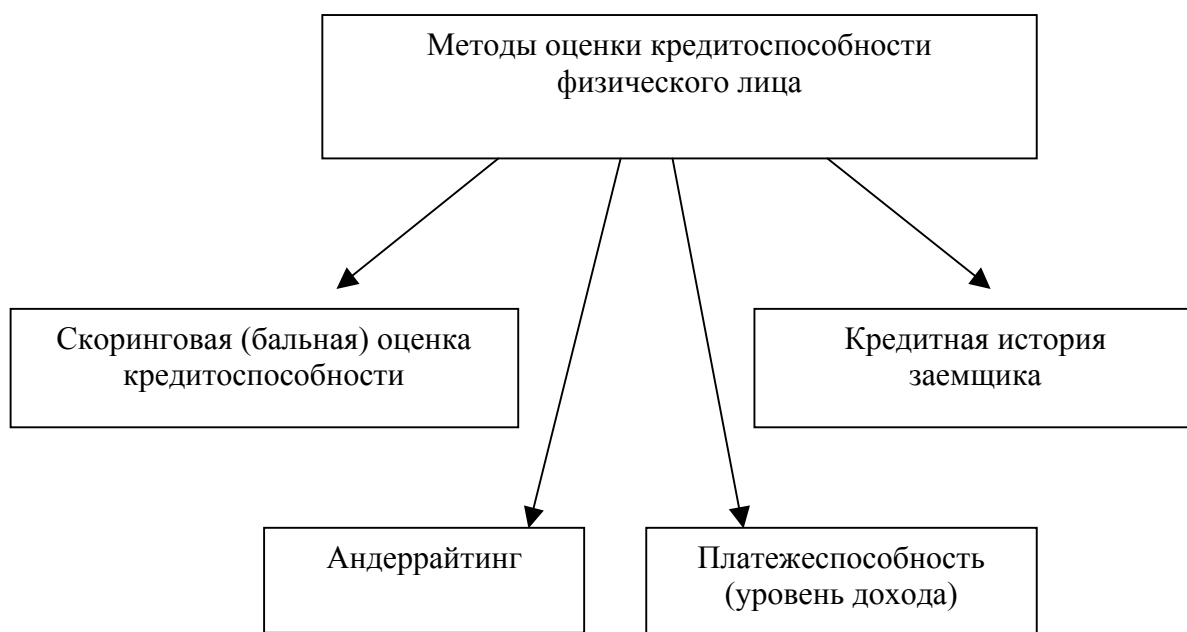 Методы оценки кредитоспособности
физического лица
Скоринговая (бальная) оценка
кредитоспособности
Кредитная история
заемщика
Андеррайтинг
Платежеспособность
(уровень дохода)